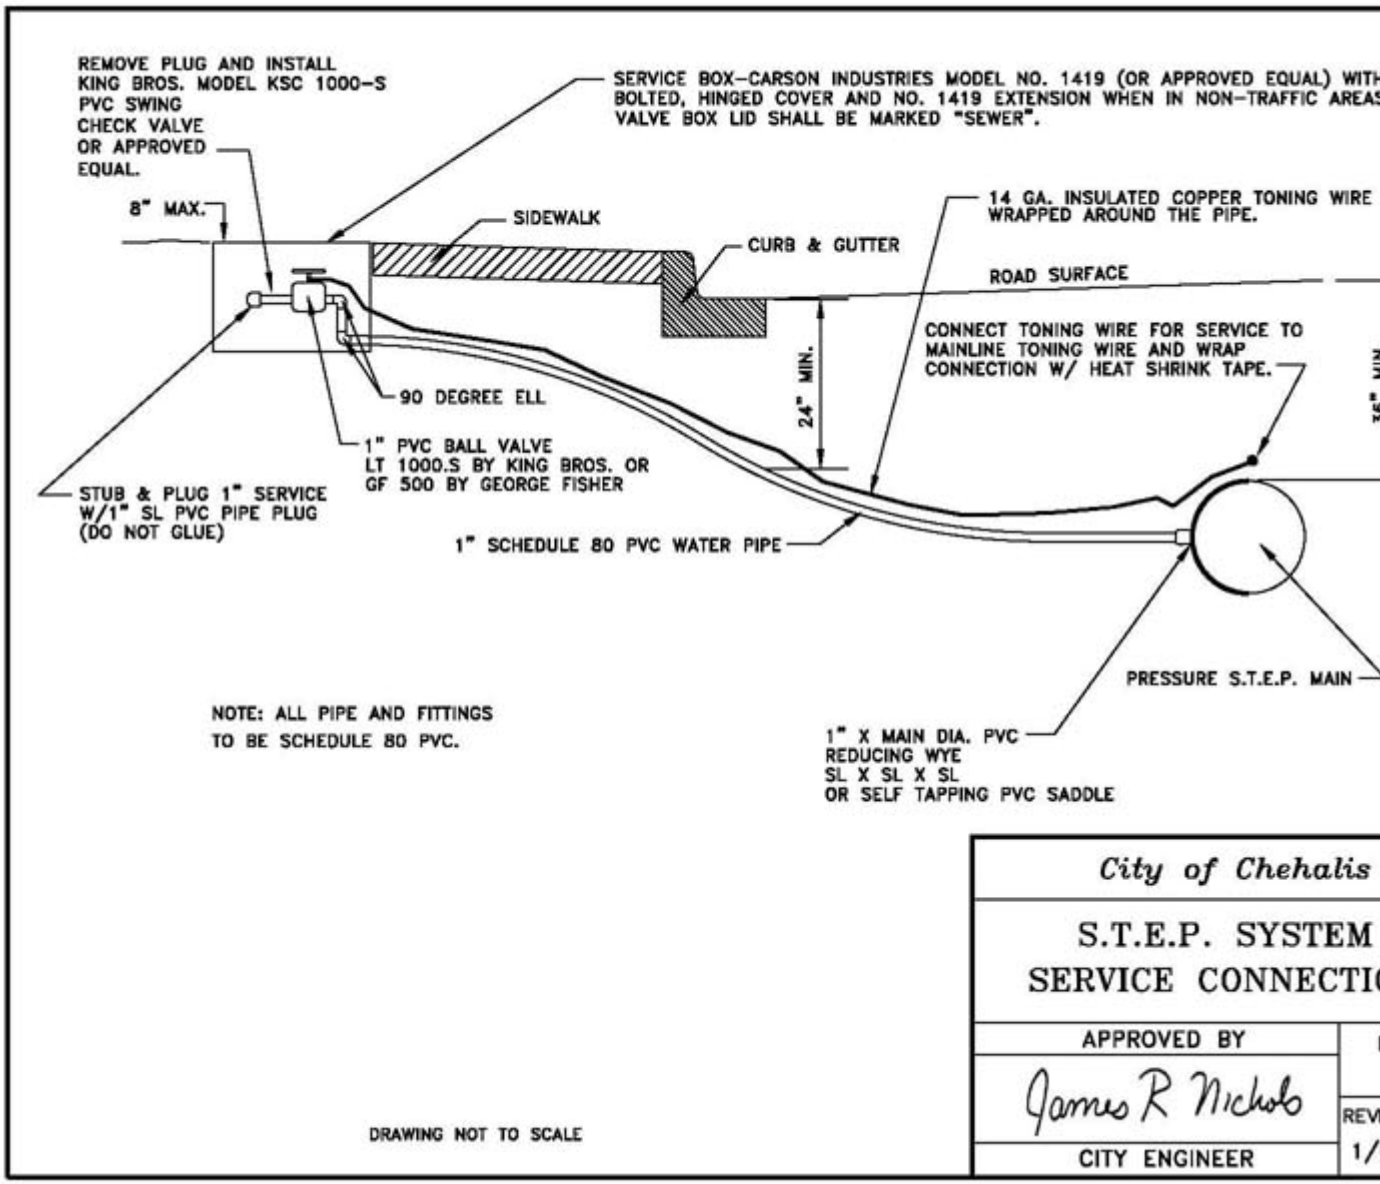 REMOVE PLUG AND INSTALL
KING BROS. MODEL KSC 1000-S
PVC SWING
CHECK VALVE
OR APPROVED
EQUAL.
SERVICE BOX-CARSON INDUSTRIES MODEL NO. 1419 (OR APPROVED EQUAL) WITH
BOLTED, HINGED COVER AND NO. 1419 EXTENSION WHEN IN NON-TRAFFIC AREAS
VALVE BOX LID SHALL BE MARKED "SEWER".
8" MAX.
SIDEWALK
CURB & GUTTER
14 GA. INSULATED COPPER TONING WIRE
WRAPPED AROUND THE PIPE.
ROAD SURFACE
CONNECT TONING WIRE FOR SERVICE TO
MAINLINE TONING WIRE AND WRAP
CONNECTION W/ HEAT SHRINK TAPE.
24" MIN.
36" MIN
90 DEGREE ELL
1" PVC BALL VALVE
LT 1000.S BY KING BROS. OR
GF 500 BY GEORGE FISHER
STUB & PLUG 1" SERVICE
W/1" SL PVC PIPE PLUG
(DO NOT GLUE)
1" SCHEDULE 80 PVC WATER PIPE
PRESSURE S.T.E.P. MAIN
1" X MAIN DIA. PVC
REDUCING WYE
SL X SL X SL
OR SELF TAPPING PVC SADDLE
NOTE: ALL PIPE AND FITTINGS
TO BE SCHEDULE 80 PVC.
City of Chehalis
S.T.E.P. SYSTEM
SERVICE CONNECTIO
APPROVED BY
James R Nichols
CITY ENGINEER
REV
1/
DRAWING NOT TO SCALE